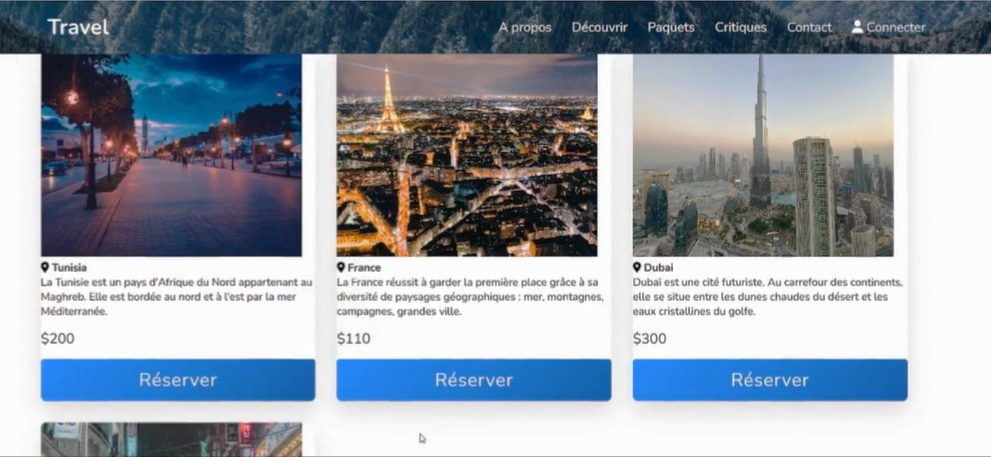 Travel
A propos Découvrir Paquets Critiques Contact Connecter
Tunisia
La Tunisie est un pays d'Afrique du Nord appartenant au
Maghreb. Elle est bordée au nord et à l'est par la mer
Méditerranée.
$200
Réserver
France
La France réussit à garder la première place grâce à sa
diversité de paysages géographiques : mer, montagnes,
campagnes, grandes ville.
$110
Réserver
Dubai
Dubaï est une cité futuriste. Au carrefour des continents,
elle se situe entre les dunes chaudes du désert et les
eaux cristallines du golfe.
$300
Réserver